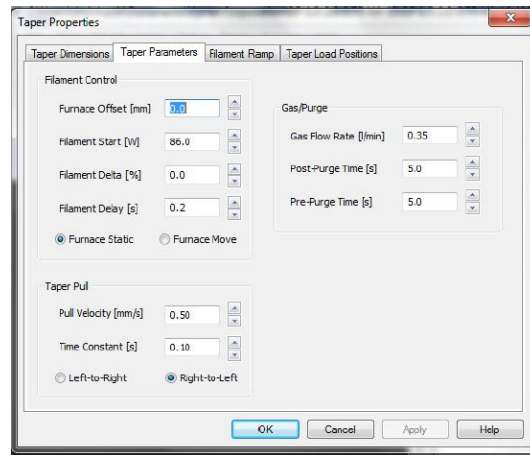 Taper Properties
Taper Dimensions Taper Parameters Filament Ramp Taper Load Positions
Filament Control
Furnace Offset [mm] 0.0
Filament Start [W] 86.0
Filament Delta [%] 0.0
Filament Delay [s] 0.2
Furnace Static Furnace Move
Gas/Purge
Gas Flow Rate [l/min] 0.35
Post-Purge Time [s] 5.0
Pre-Purge Time [s] 5.0
Taper Pull
Pull Velocity [mm/s] 0.50
Time Constant [s] 0.10
Left-to-Right Right-to-Left
OK Cancel Apply Help